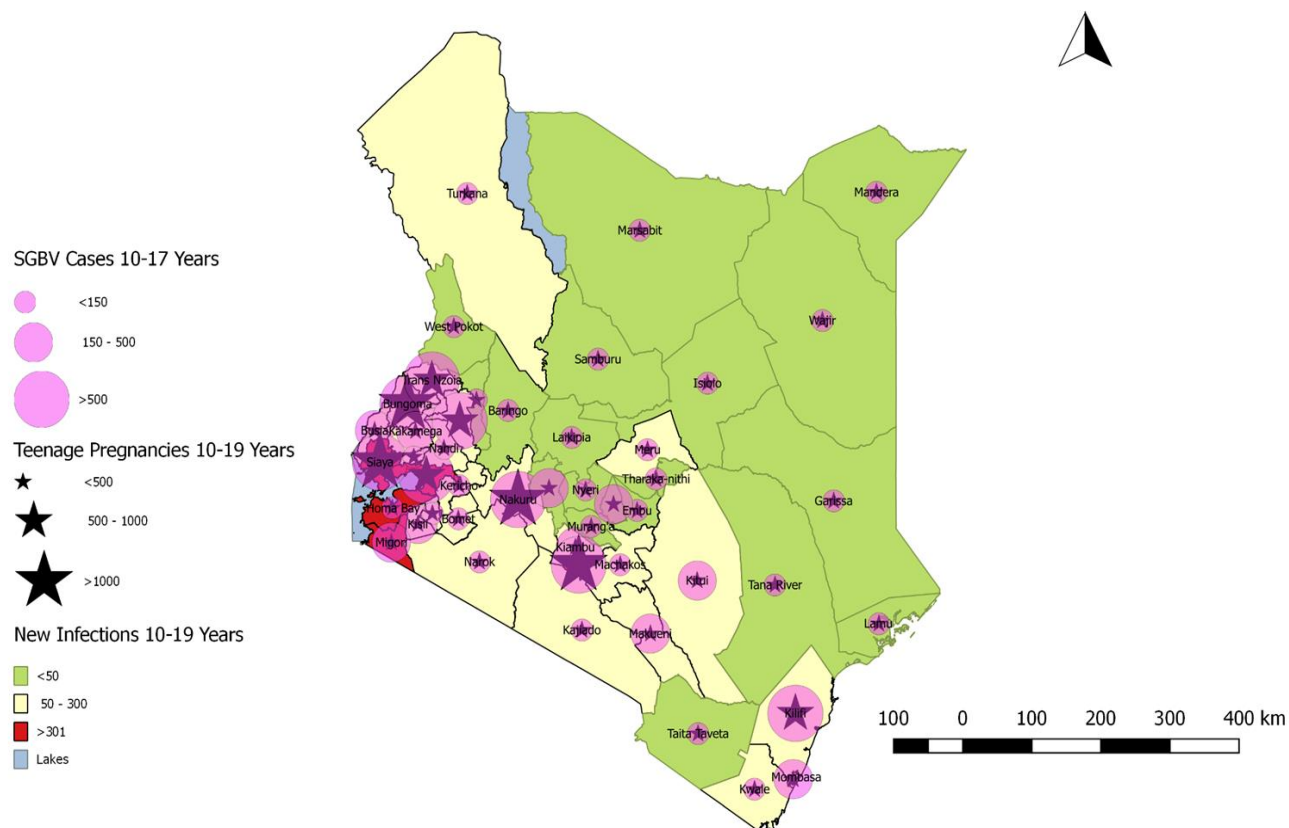 SGBV Cases 10-17 Years
<150
150 - 500
>500
Teenage Pregnancies 10-19 Years
<500
500 - 1000
>1000
New Infections 10-19 Years
<50
50 - 300
>301
Lakes
Turkana
Mandera
Marsabit
Wajir
West Pokot
Samburu
Trans Nzoia
Isiolo
Bungoma
Baringo
Busia
Kakamega
Laikipia
Nandi
Meru
Siaya
Tharaka-nithi
Kericho
Nyeri
Nakuru
Garissa
Homa Bay
Embu
Kisii
Bomet
Murang'a
Migori
Kiambu
Narok
Machakos
Kitui
Tana River
Lamu
Kajiado
Makueni
Kilifi
Taita Taveta
Mombasa
Kwale
100 0 100 200 300 400 km